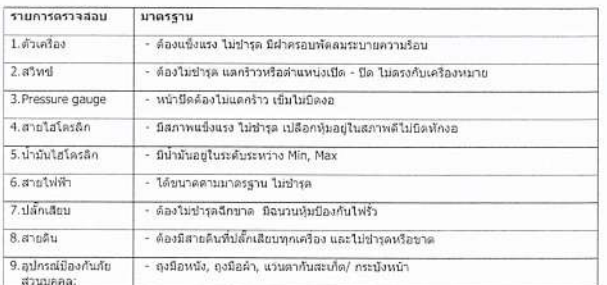 รายการตรวจสอบ มาตรฐาน
1.ตัวเครื่อง - ต้องแข็งแรง ไม่ชำรุด มีฝาครอบพัดลมระบายความร้อน
2.สวิทช์ - ต้องไม่ชำรุด แตกร้าวหรือตำแหน่งเปิด - ปิด ไม่ตรงกับเครื่องหมาย
3.Pressure gauge - หน้าปัดต้องไม่แตกร้าว เข็มไม่บิดงอ
4.สายไฮโดรลิก - มีสภาพแข็งแรง ไม่ชำรุด เปลือกหุ้มอยู่ในสภาพดีไม่บิดหักงอ
5.น้ำมันไฮโดรลิก - มีน้ำมันอยู่ในระดับระหว่าง Min, Max
6.สายไฟฟ้า - ได้ขนาดตามมาตรฐาน ไม่ชำรุด
7.ปลั๊กเสียบ - ต้องไม่ชำรุดฉีกขาด มีฉนวนหุ้มป้องกันไฟรั่ว
8.สายดิน - ต้องมีสายดินที่ปลั๊กเสียบทุกเครื่อง และไม่ชำรุดหรือขาด
9.อุปกรณ์ป้องกันภัย - ถุงมือหนัง, ถุงมือผ้า, แว่นตากันสะเก็ด/ กระบังหน้า
ส่วนบุคคล: